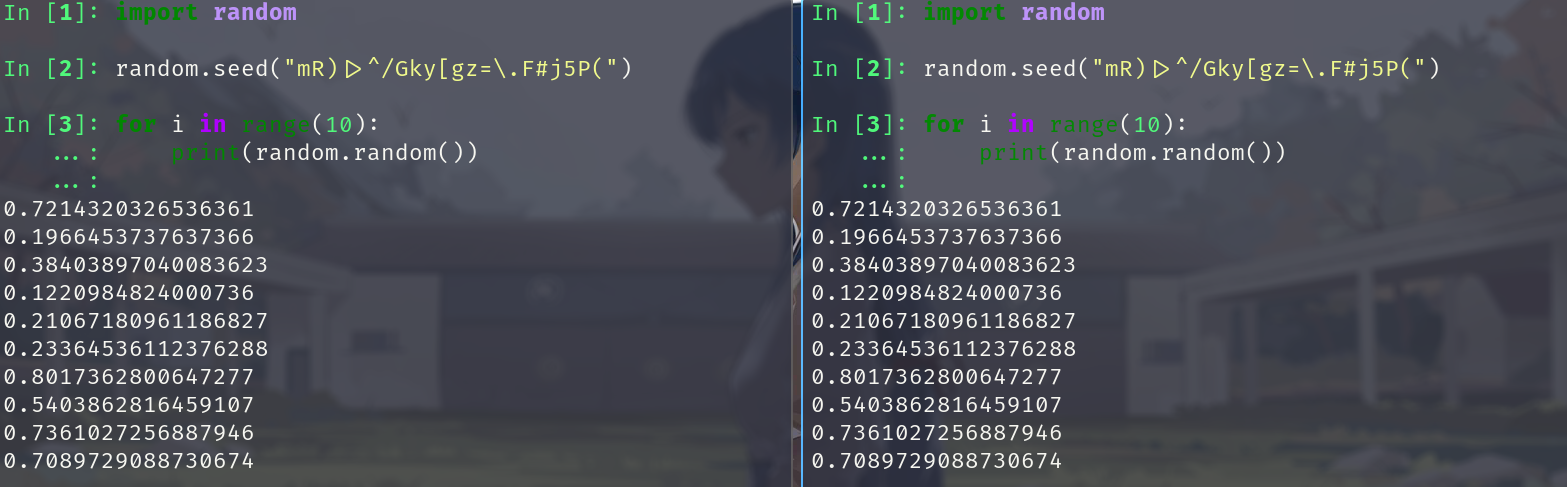 In [1]: import random
In [2]: random.seed("mR)|>^/Gky[gz=\.F#j5P(")
In [3]: for i in range(10):
...: print(random.random())
...:
0.7214320326536361
0.1966453737637366
0.38403897040083623
0.1220984824000736
0.21067180961186827
0.23364536112376288
0.8017362800647277
0.5403862816459107
0.7361027256887946
0.7089729088730674
In [1]: import random
In [2]: random.seed("mR)|>^/Gky[gz=\.F#j5P(")
In [3]: for i in range(10):
...: print(random.random())
...:
0.7214320326536361
0.1966453737637366
0.38403897040083623
0.1220984824000736
0.21067180961186827
0.23364536112376288
0.8017362800647277
0.5403862816459107
0.7361027256887946
0.7089729088730674